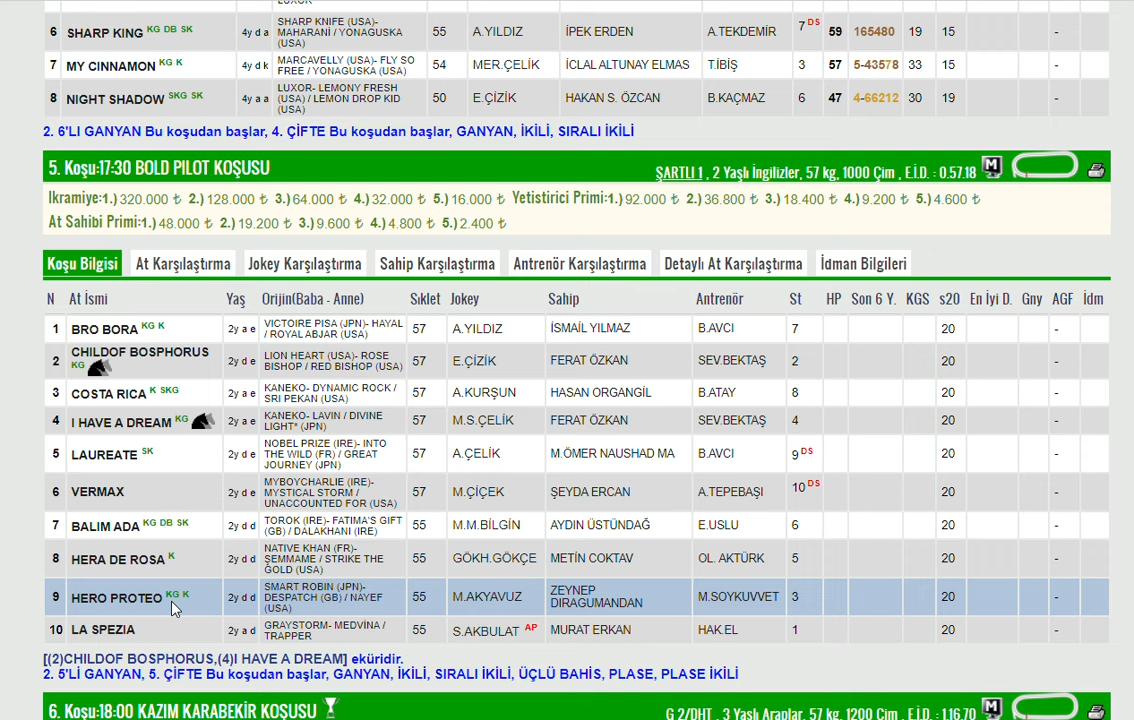 LUXOR
6 SHARP KING KG DB SK 4y d a SHARP KNIFE (USA)- MAHARANİ / YONAGUSKA (USA) 55 A.YILDIZ İPEK ERDEN A.TEKDEMİR 7 DS 59 165480 19 15 -
7 MY CINNAMON KG K 4y d k MARCAVELLY (USA)- FLY SO FREE / YONAGUSKA (USA) 54 MER.ÇELİK İCLAL ALTUNAY ELMAS T.İBİŞ 3 57 5-43578 33 15 -
8 NIGHT SHADOW SKG SK 4y a a LUXOR- LEMONY FRESH (USA) / LEMON DROP KID (USA) 50 E.ÇİZİK HAKAN S. ÖZCAN B.KAÇMAZ 6 47 4-66212 30 19 -
2. 6'LI GANYAN Bu koşudan başlar, 4. ÇİFTE Bu koşudan başlar, GANYAN, İKİLİ, SIRALI İKİLİ
5. Koşu:17:30 BOLD PILOT KOŞUSU ŞARTLI 1 , 2 Yaşlı İngilizler, 57 kg, 1000 Çim , E.İ.D. : 0.57.18 M
Ikramiye:1.) 320.000 ₺ 2.) 128.000 ₺ 3.) 64.000 ₺ 4.) 32.000 ₺ 5.) 16.000 ₺ Yetistirici Primi:1.) 92.000 ₺ 2.) 36.800 ₺ 3.) 18.400 ₺ 4.) 9.200 ₺ 5.) 4.600 ₺
At Sahibi Primi:1.) 48.000 ₺ 2.) 19.200 ₺ 3.) 9.600 ₺ 4.) 4.800 ₺ 5.) 2.400 ₺
Koşu Bilgisi At Karşılaştırma Jokey Karşılaştırma Sahip Karşılaştırma Antrenör Karşılaştırma Detaylı At Karşılaştırma İdman Bilgileri
N At İsmi Yaş Orijin(Baba - Anne) Sıklet Jokey Sahip Antrenör St HP Son 6 Y. KGS s20 En İyi D. Gny AGF İdm
1 BRO BORA KG K 2y a e VICTOIRE PISA (JPN)- HAYAL / ROYAL ABJAR (USA) 57 A.YILDIZ İSMAİL YILMAZ B.AVCI 7 20 -
2 CHILDOF BOSPHORUS KG 2y d e LION HEART (USA)- ROSE BISHOP / RED BISHOP (USA) 57 E.ÇİZİK FERAT ÖZKAN SEV.BEKTAŞ 2 20 -
3 COSTA RICA K SKG 2y a e KANEKO- DYNAMIC ROCK / SRI PEKAN (USA) 57 A.KURŞUN HASAN ORGANGİL B.ATAY 8 20 -
4 I HAVE A DREAM KG 2y a e KANEKO- LAVIN / DIVINE LIGHT* (JPN) 57 M.S.ÇELİK FERAT ÖZKAN SEV.BEKTAŞ 4 20 -
5 LAUREATE SK 2y d e NOBEL PRIZE (IRE)- INTO THE WILD (FR) / GREAT JOURNEY (JPN) 57 A.ÇELİK M.ÖMER NAUSHAD MA B.AVCI 9 DS 20 -
6 VERMAX 2y d e MYBOYCHARLIE (IRE)- MYSTICAL STORM / UNACCOUNTED FOR (USA) 57 M.ÇİÇEK ŞEYDA ERCAN A.TEPEBAŞI 10 DS 20 -
7 BALIM ADA KG DB SK 2y d d TOROK (IRE)- FATIMA'S GIFT (GB) / DALAKHANI (IRE) 55 M.M.BİLGİN AYDIN ÜSTÜNDAĞ E.USLU 6 20 -
8 HERA DE ROSA K 2y d d NATIVE KHAN (FR)- ŞEMMAME / STRIKE THE GOLD (USA) 55 GÖKH.GÖKÇE METİN COKTAV OL. AKTÜRK 5 20 -
9 HERO PROTEO KG K 2y d d SMART ROBIN (JPN)- DESPATCH (GB) / NAYEF (USA) 55 M.AKYAVUZ ZEYNEP DIRAGUMANDAN M.SOYKUVVET 3 20 -
10 LA SPEZIA 2y a d GRAYSTORM- MEDVİNA / TRAPPER 55 S.AKBULAT AP MURAT ERKAN HAK.EL 1 20 -
[(2)CHILDOF BOSPHORUS,(4)I HAVE A DREAM] eküridir.
2. 5'Lİ GANYAN, 5. ÇİFTE Bu koşudan başlar, GANYAN, İKİLİ, SIRALI İKİLİ, ÜÇLÜ BAHİS, PLASE, PLASE İKİLİ
6. Koşu:18:00 KAZIM KARABEKİR KOŞUSU G 2/DHT , 3 Yaşlı Araplar, 57 kg, 1200 Çim , E.İ.D. : 1.16.70 M